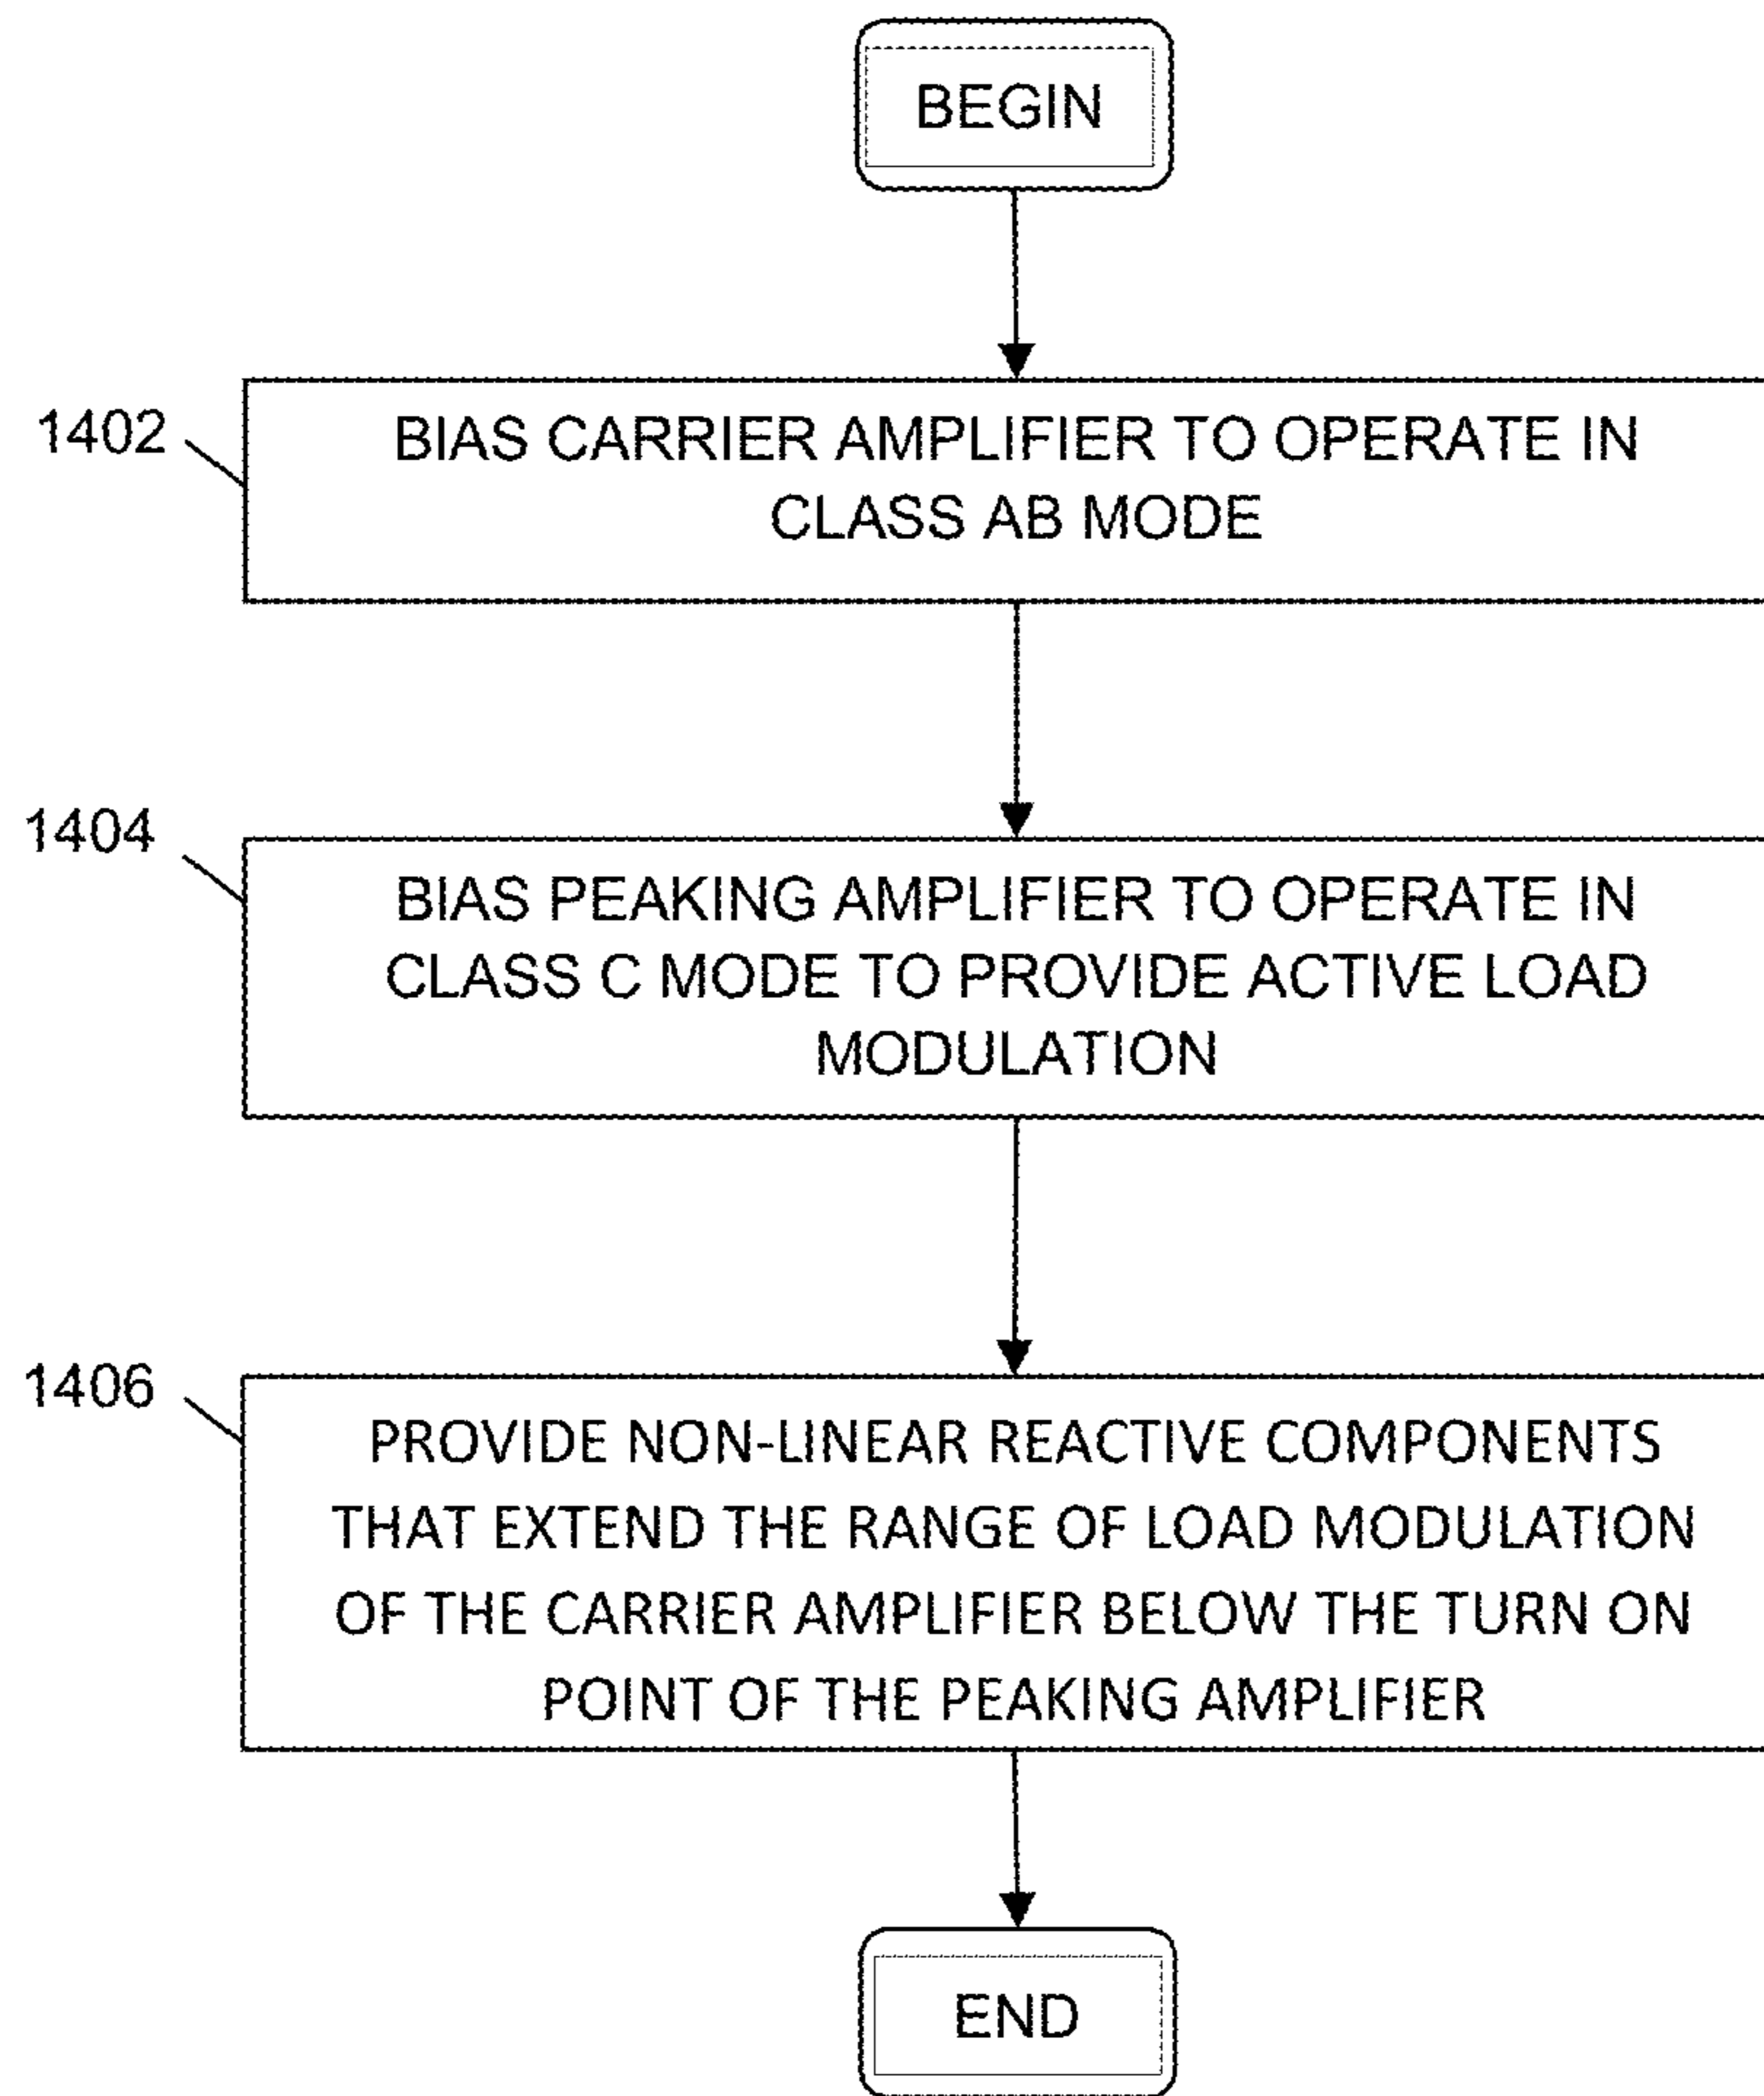 BEGIN
1402
BIAS CARRIER AMPLIFIER TO OPERATE IN
CLASS AB MODE
1404
BIAS PEAKING AMPLIFIER TO OPERATE IN
CLASS C MODE TO PROVIDE ACTIVE LOAD
MODULATION
1406
PROVIDE NON-LINEAR REACTIVE COMPONENTS
THAT EXTEND THE RANGE OF LOAD MODULATION
OF THE CARRIER AMPLIFIER BELOW THE TURN ON
POINT OF THE PEAKING AMPLIFIER
END